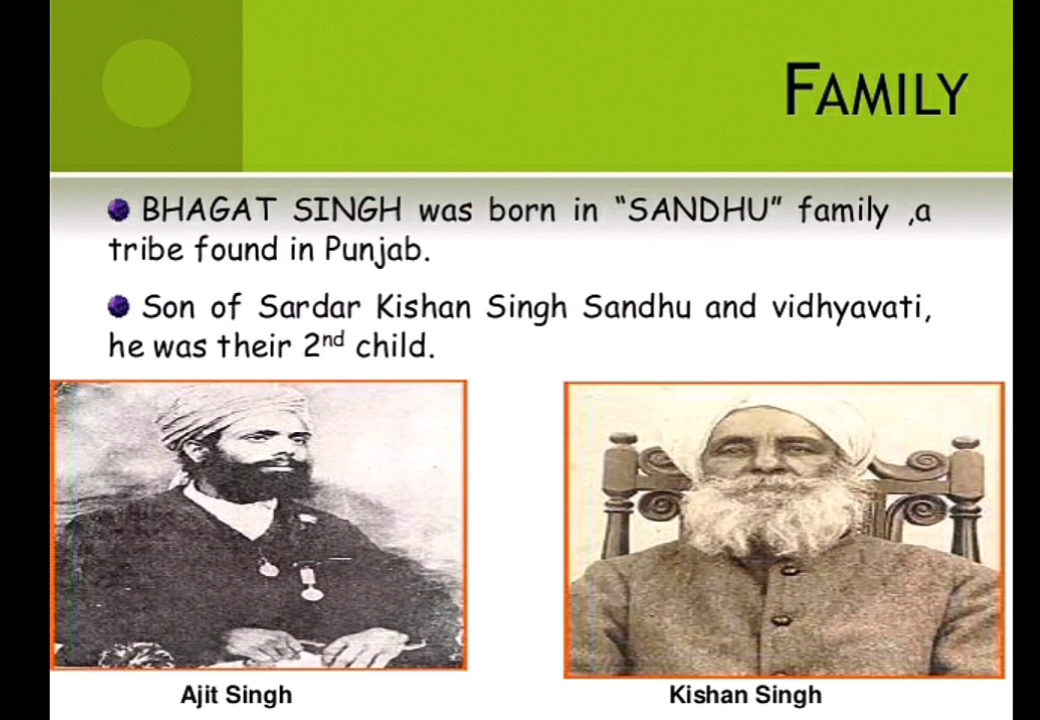 FAMILY
BHAGAT SINGH was born in “SANDHU” family ,a
tribe found in Punjab.
Son of Sardar Kishan Singh Sandhu and vidhyavati,
he was their 2nd child.
Ajit Singh
Kishan Singh